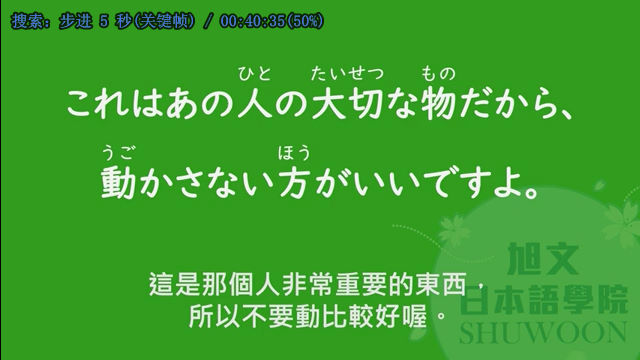 搜索: 步进 5 秒(关键帧) / 00:40:35(50%)
ひと たいせつ もの
これはあの人の大切な物だから、
うご ほう
動かさない方がいいですよ。
這是那個人非常重要的東西，
所以不要動比較好喔。
旭文
日本語學院
SHUWOON